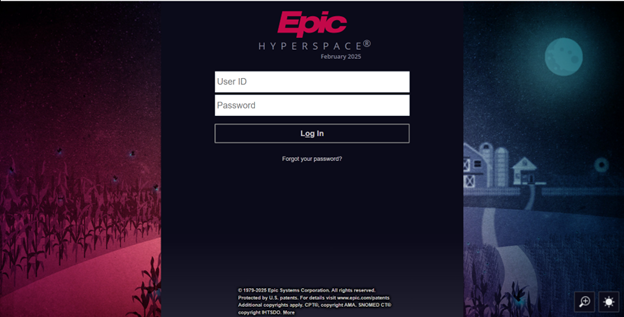 Epic
HYPERSPACE®
February 2025
User ID
Password
Log In
Forgot your password?
© 1979-2025 Epic Systems Corporation. All rights reserved.
Protected by U.S. patents. For details visit www.epic.com/patents
Additional copyrights apply. CPT®, copyright AMA. SNOMED CT®
copyright IHTSDO. More